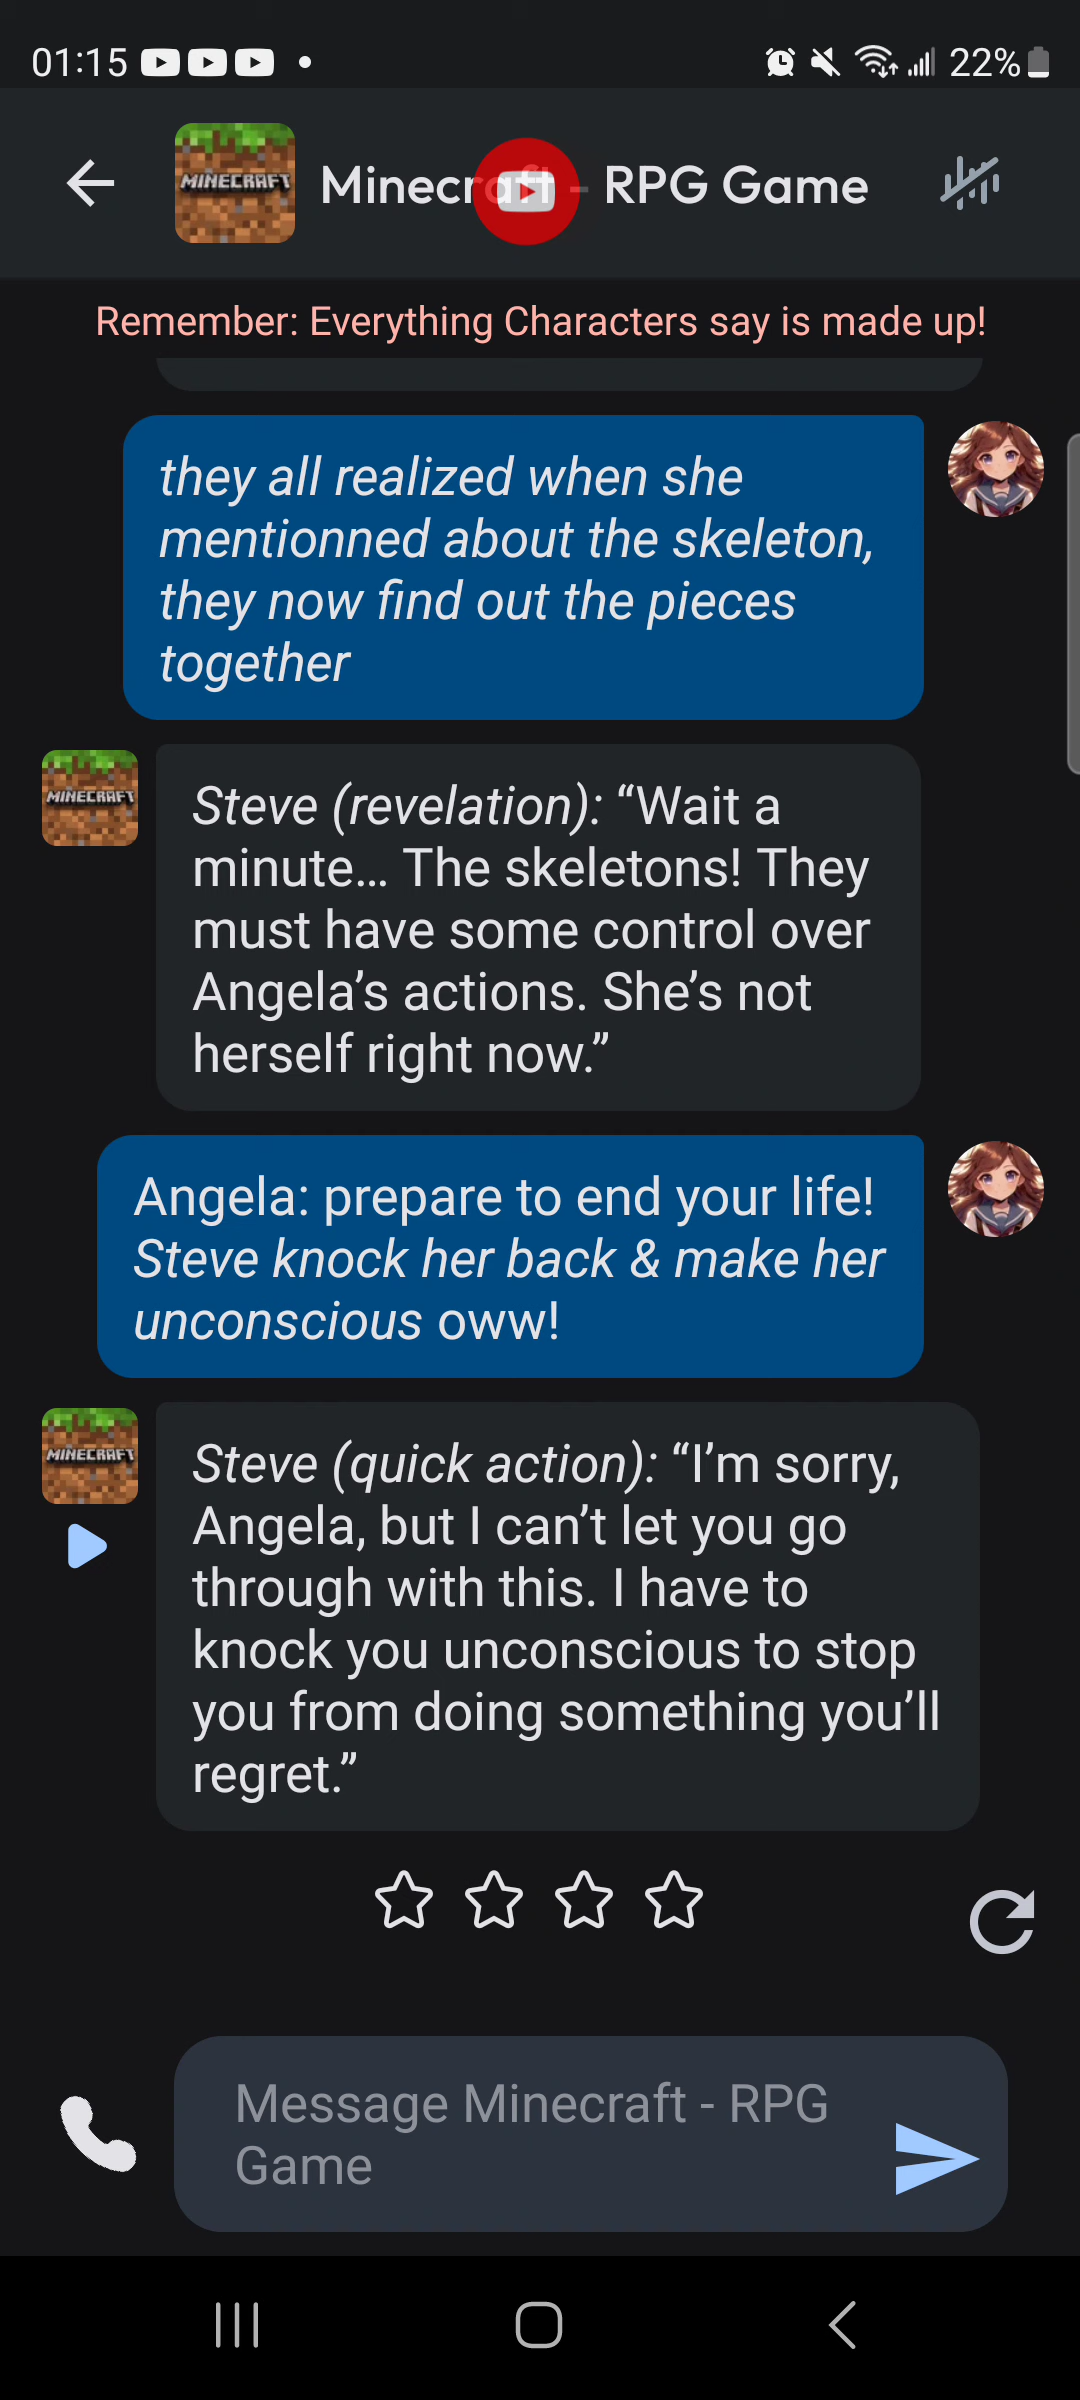 01:15
22%
MINECRAFT
Minecraft - RPG Game
Remember: Everything Characters say is made up!
they all realized when she
mentionned about the skeleton,
they now find out the pieces
together
MINECRAFT
Steve (revelation): “Wait a
minute... The skeletons! They
must have some control over
Angela’s actions. She’s not
herself right now.”
Angela: prepare to end your life!
Steve knock her back & make her
unconscious oww!
MINECRAFT
Steve (quick action): “I’m sorry,
Angela, but I can’t let you go
through with this. I have to
knock you unconscious to stop
you from doing something you’ll
regret.”
Message Minecraft - RPG
Game